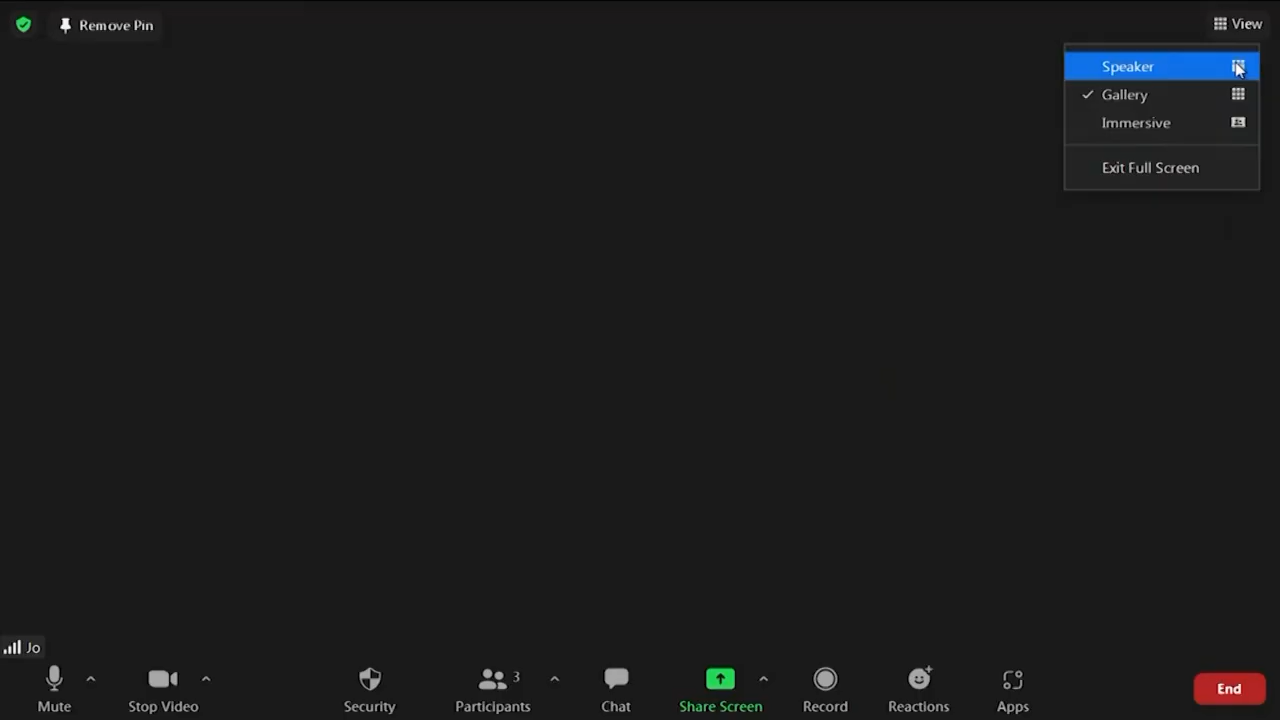 Remove Pin
View
Speaker
Gallery
Immersive
Exit Full Screen
Jo
Mute
Stop Video
Security
Participants
3
Chat
Share Screen
Record
Reactions
Apps
End